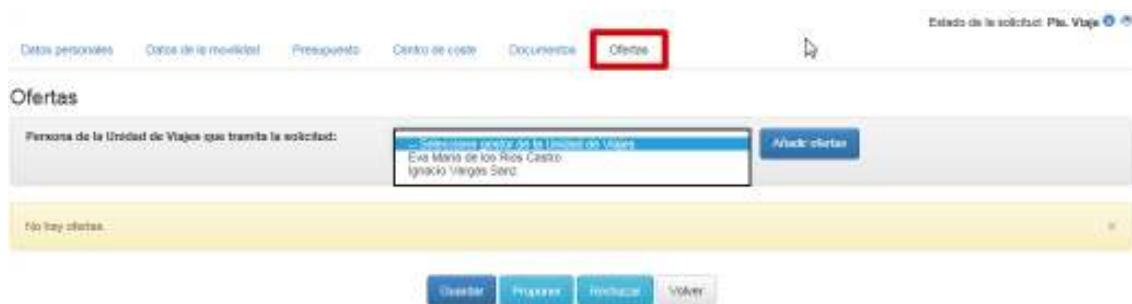 Estado de la solicitud: Pte. Viaje
Datos personales Datos de la movilidad Presupuesto Centro de coste Documentos Ofertas
Ofertas
Persona de la Unidad de Viajes que tramita la solicitud:
-- Seleccione gestor de la Unidad de Viajes
Añadir ofertas
Eva María de los Ríos Castro
Ignacio Vargas Sanz
No hay ofertas.
Guardar Proponer Rechazar Volver